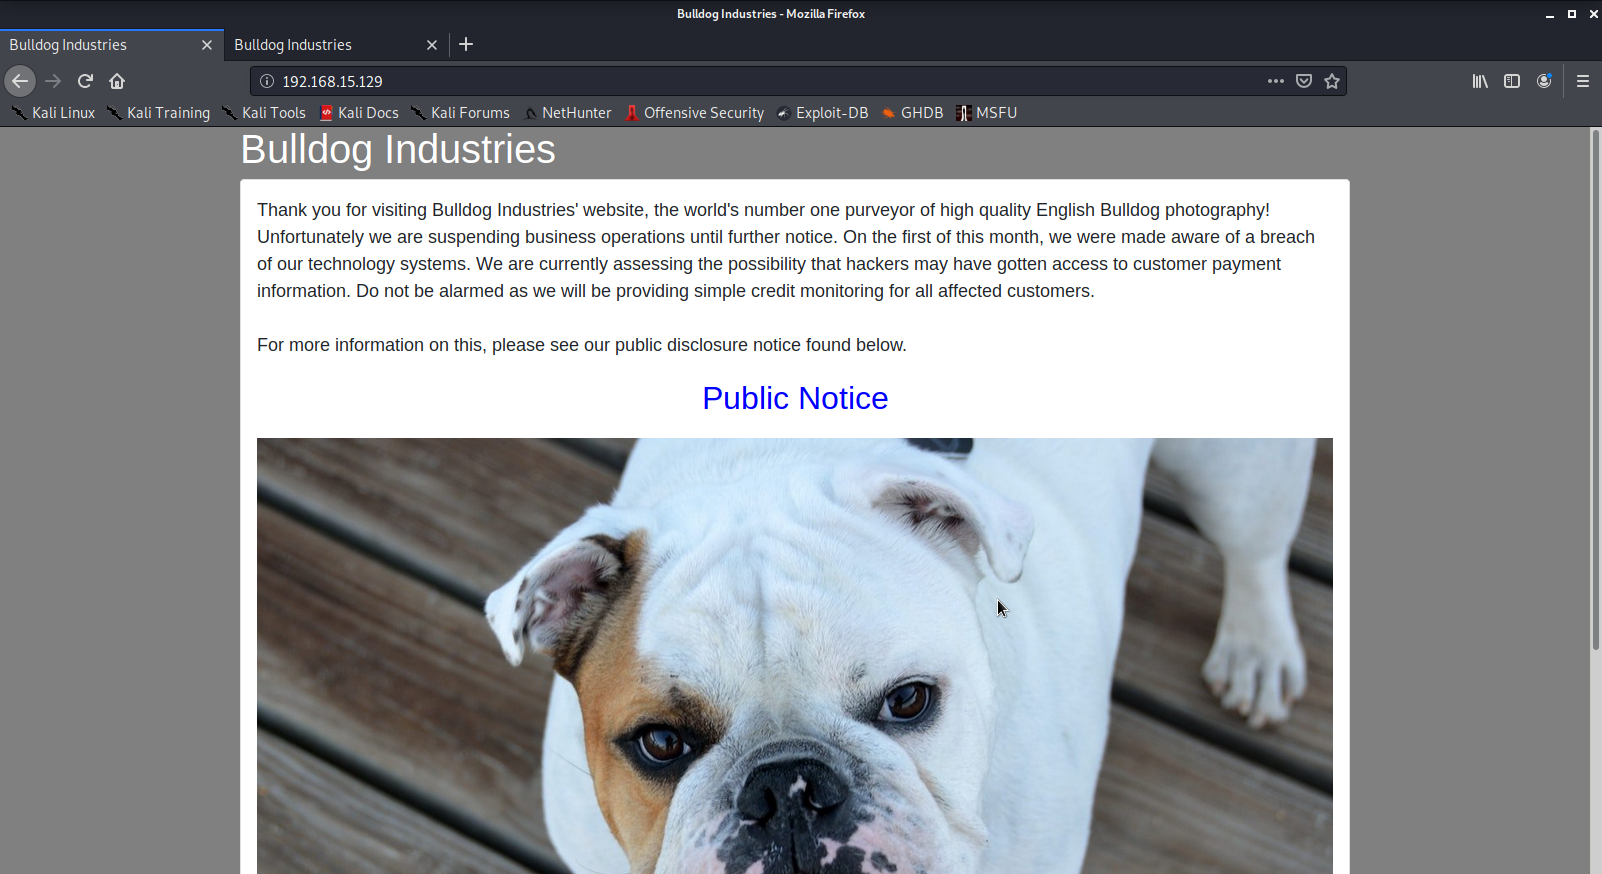 Bulldog Industries - Mozilla Firefox
Bulldog Industries Bulldog Industries
192.168.15.129
Kali Linux Kali Training Kali Tools Kali Docs Kali Forums NetHunter Offensive Security Exploit-DB GHDB MSFU
Bulldog Industries
Thank you for visiting Bulldog Industries' website, the world's number one purveyor of high quality English Bulldog photography!
Unfortunately we are suspending business operations until further notice. On the first of this month, we were made aware of a breach
of our technology systems. We are currently assessing the possibility that hackers may have gotten access to customer payment
information. Do not be alarmed as we will be providing simple credit monitoring for all affected customers.
For more information on this, please see our public disclosure notice found below.
Public Notice